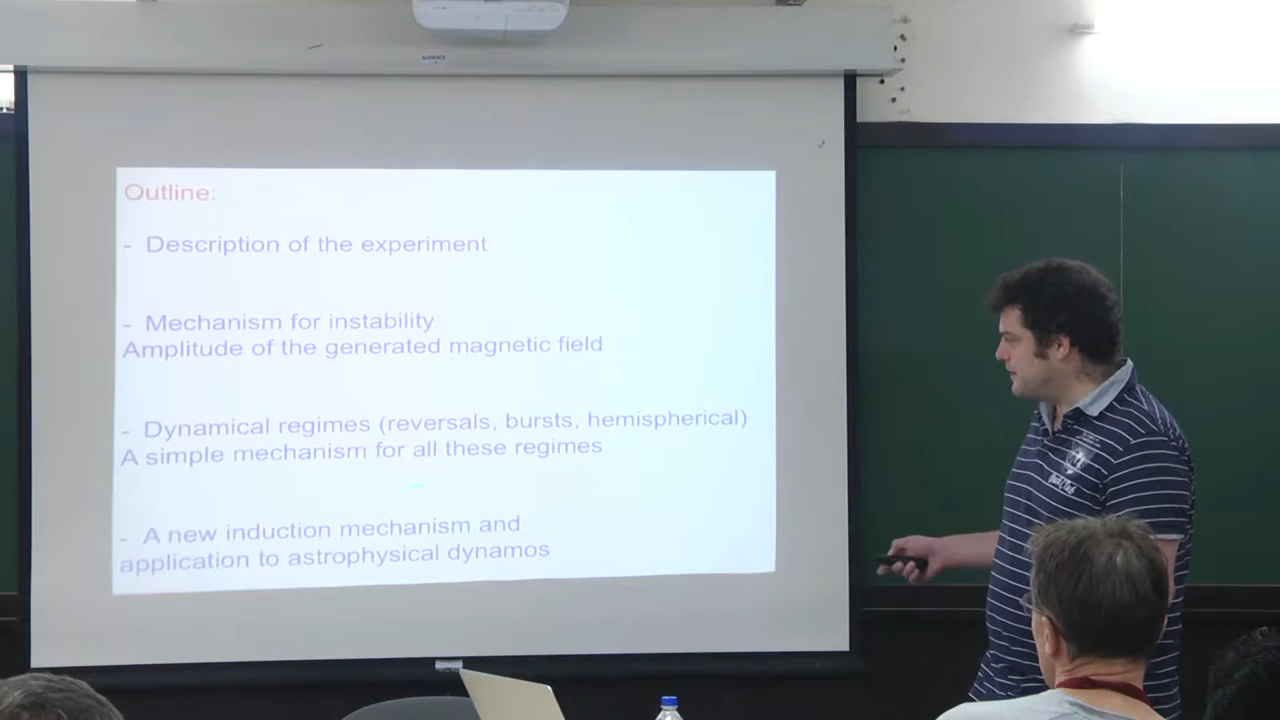 Outline:
- Description of the experiment
- Mechanism for instability
Amplitude of the generated magnetic field
- Dynamical regimes (reversals, bursts, hemispherical)
A simple mechanism for all these regimes
- A new induction mechanism and
application to astrophysical dynamos